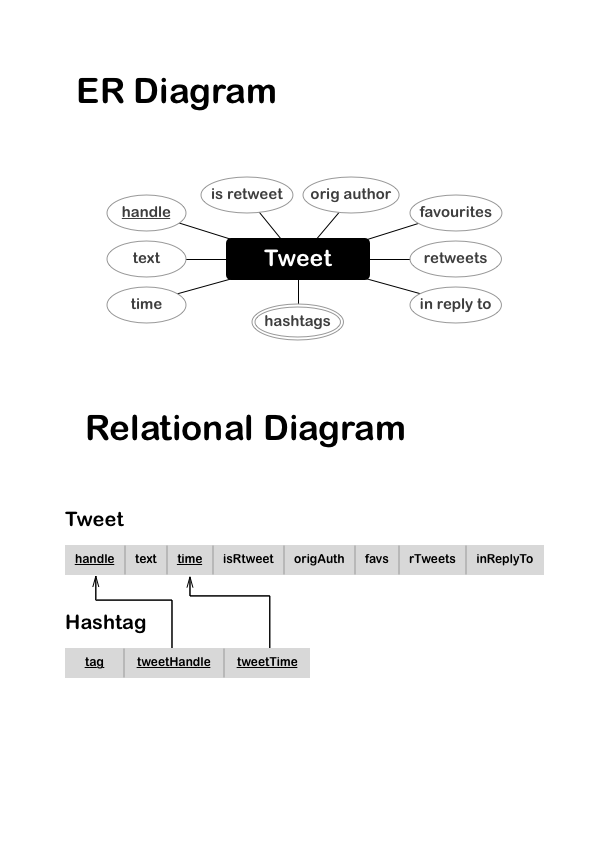 ER Diagram
is retweet orig author
handle favourites
text Tweet retweets
time in reply to
hashtags
Relational Diagram
Tweet
handle text time isRtweet origAuth favs rTweets inReplyTo
Hashtag
tag tweetHandle tweetTime